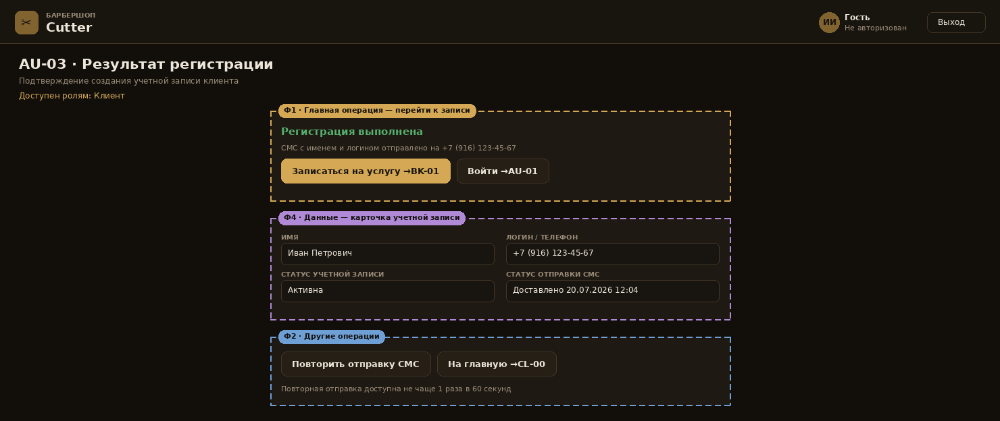 ✂
БАРБЕРШОП
Cutter
ИИ
Гость
Не авторизован
Выход
AU-03 · Результат регистрации
Подтверждение создания учетной записи клиента
Доступен ролям: Клиент
Ф1 · Главная операция — перейти к записи
Регистрация выполнена
СМС с именем и логином отправлено на +7 (916) 123-45-67
Записаться на услугу →BK-01
Войти →AU-01
Ф4 · Данные — карточка учетной записи
ИМЯ
Иван Петрович
ЛОГИН / ТЕЛЕФОН
+7 (916) 123-45-67
СТАТУС УЧЕТНОЙ ЗАПИСИ
Активна
СТАТУС ОТПРАВКИ СМС
Доставлено 20.07.2026 12:04
Ф2 · Другие операции
Повторить отправку СМС
На главную →CL-00
Повторная отправка доступна не чаще 1 раза в 60 секунд